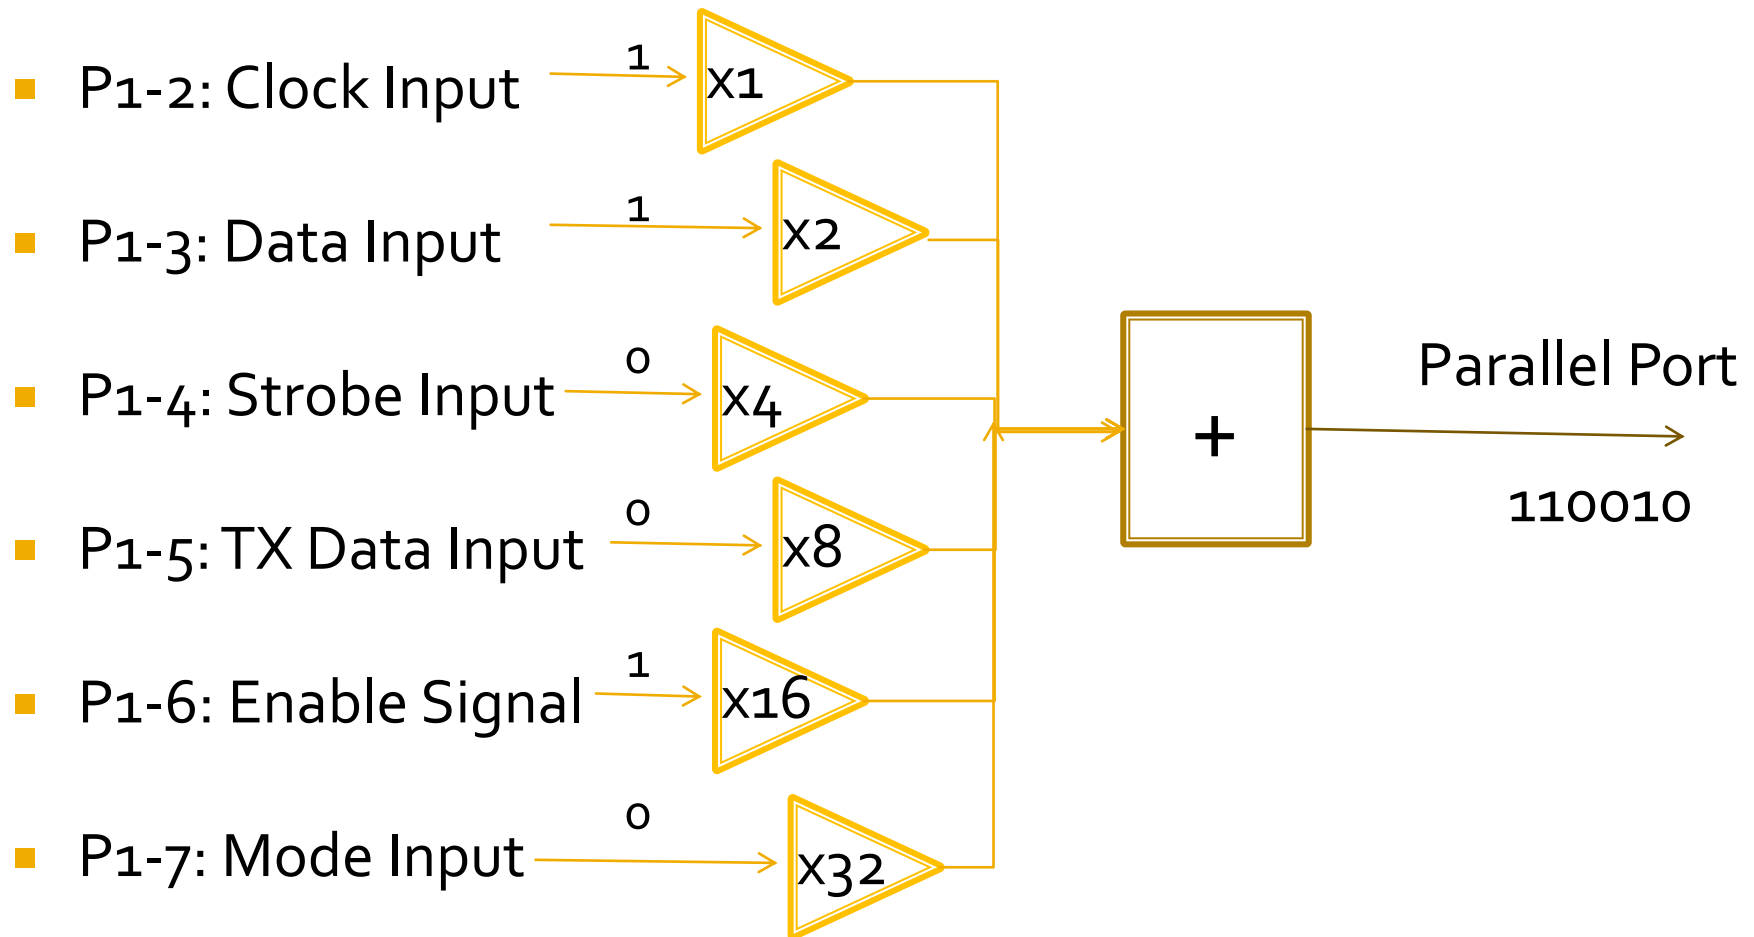 P1-2: Clock Input 1 X1
P1-3: Data Input 1 X2
P1-4: Strobe Input 0 X4
P1-5: TX Data Input 0 X8
P1-6: Enable Signal 1 X16
P1-7: Mode Input 0 X32
+
Parallel Port
110010